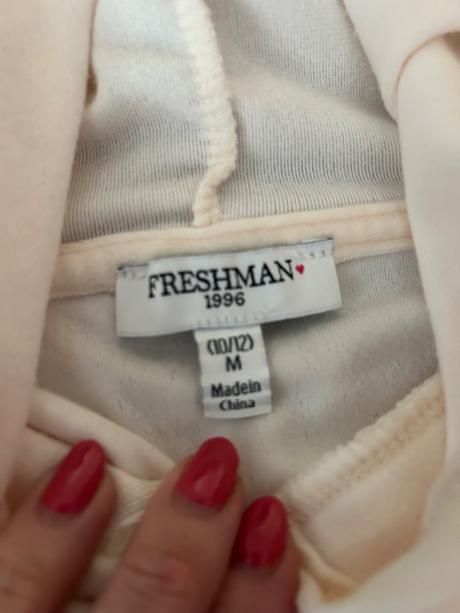 FRESHMAN
1996
(10/12)
M
Madein
China